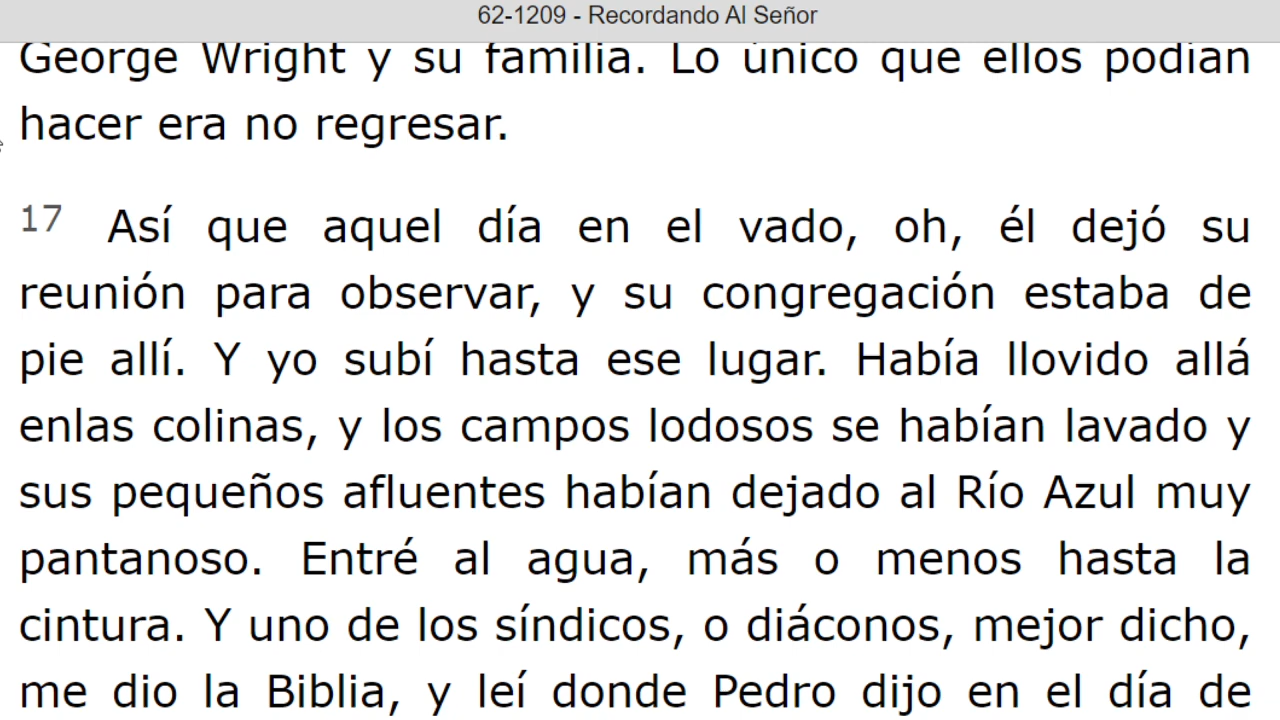 62-1209 - Recordando Al Señor
George Wright y su familia. Lo único que ellos podían
hacer era no regresar.
17 Así que aquel día en el vado, oh, él dejó su
reunión para observar, y su congregación estaba de
pie allí. Y yo subí hasta ese lugar. Había llovido allá
enlas colinas, y los campos lodosos se habían lavado y
sus pequeños afluentes habían dejado al Río Azul muy
pantanoso. Entré al agua, más o menos hasta la
cintura. Y uno de los síndicos, o diáconos, mejor dicho,
me dio la Biblia, y leí donde Pedro dijo en el día de